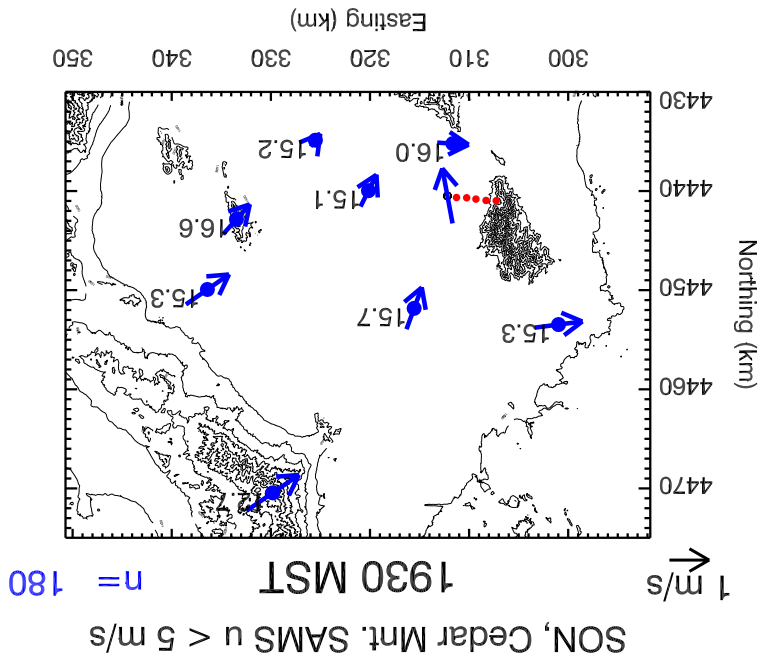 SON, Cedar Mnt. SAMS u < 5 m/s
1 m/s
1930 MST
n= 180
Northing (km)
4470
4460
4450
4440
4430
15.3
15.7
15.3
16.6
15.1
16.0
15.2
300 310 320 330 340 350
Easting (km)